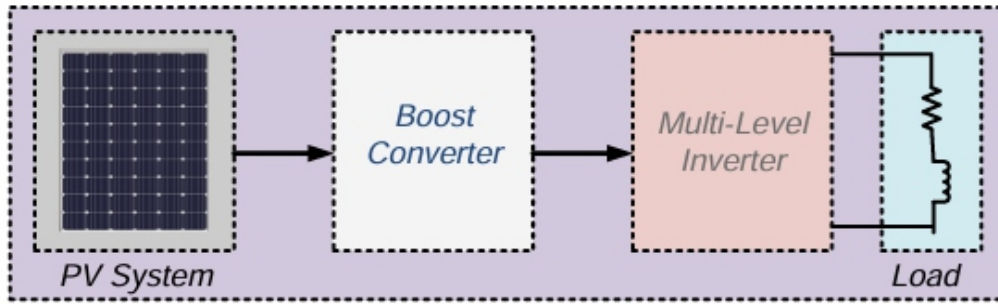 Boost
Converter
Multi-Level
Inverter
PV System
Load